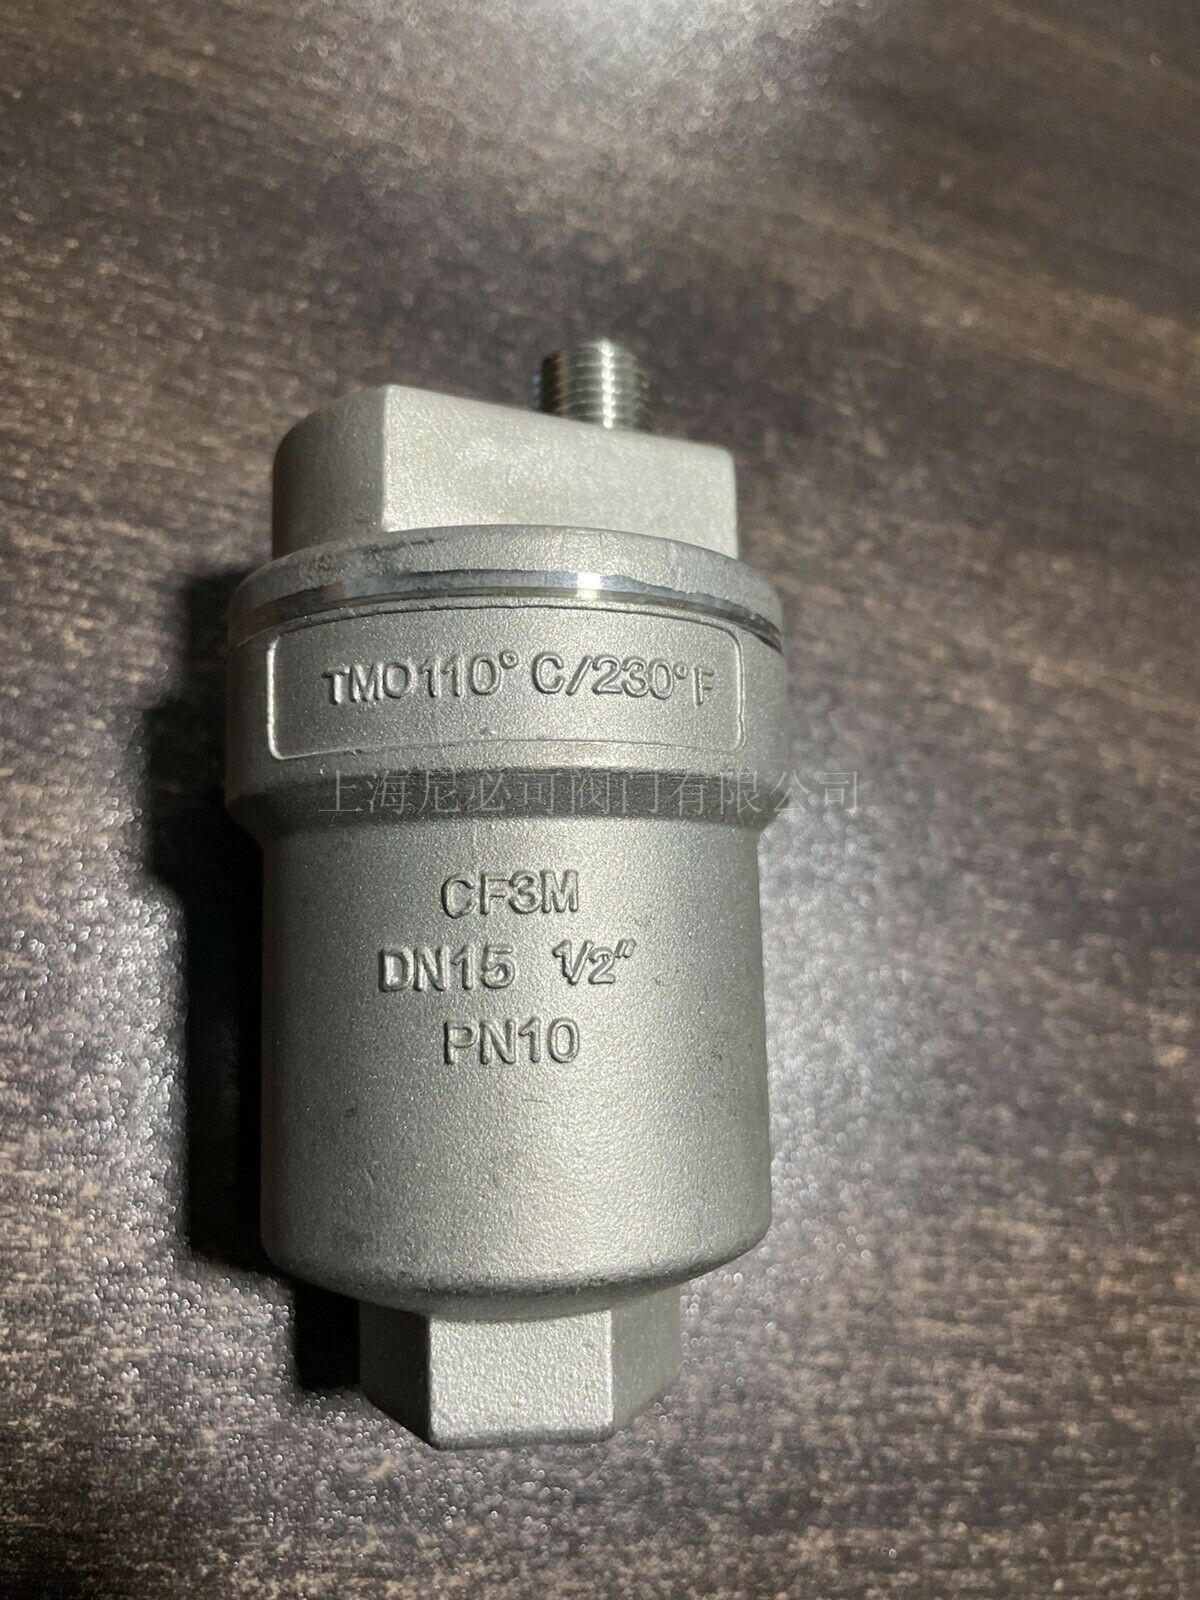 TMO110°C/230°F
上海尼必可阀门有限公司
CF3M
DN15 1/2"
PN10